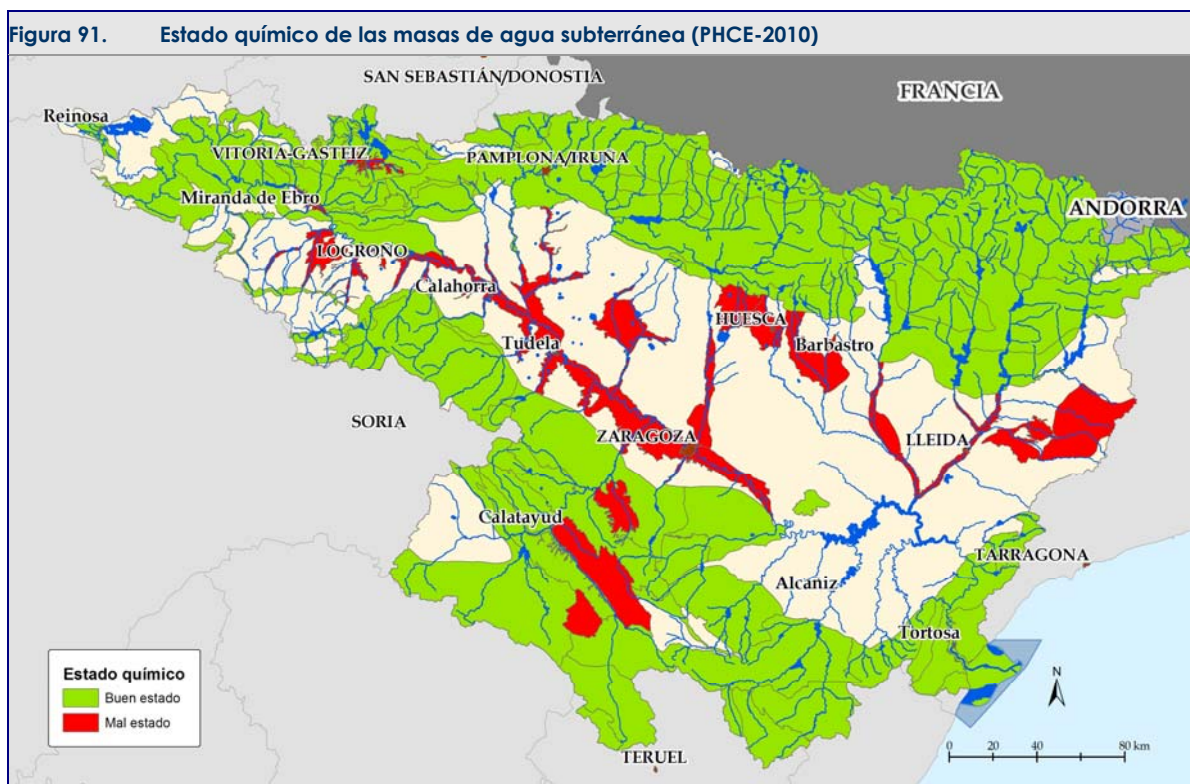 Figura 91. Estado químico de las masas de agua subterránea (PHCE-2010)
SAN SEBASTIÁN/DONOSTIA
FRANCIA
Reinosa
VITORIA-GASTEIZ
PAMPLONA/IRUNA
Miranda de Ebro
ANDORRA
LOGROÑO
Calahorra
HUESCA
Tudela
Barbastro
SORIA
ZARAGOZA
LLEIDA
Calatayud
TARRAGONA
Alcaniz
Tortosa
Estado químico
Buen estado
Mal estado
N
0 20 40 80 km
TERUEL